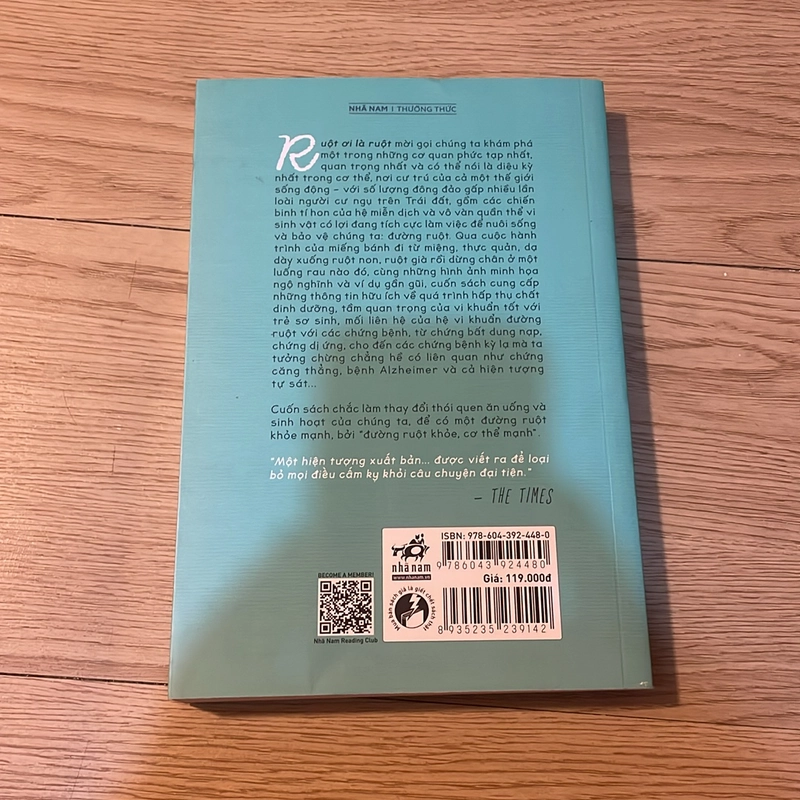 NHÃ NAM | THƯỞNG THỨC
Ruột ơi là ruột mời gọi chúng ta khám phá
một trong những cơ quan phức tạp nhất,
quan trọng nhất và có thể nói là diệu kỳ
nhất trong cơ thể, nơi cư trú của cả một thế giới
sống động – với số lượng đông đảo gấp nhiều lần
loài người cư ngụ trên Trái đất, gồm các chiến
binh tí hon của hệ miễn dịch và vô vàn quần thể vi
sinh vật có lợi đang tích cực làm việc để nuôi sống
và bảo vệ chúng ta: đường ruột. Qua cuộc hành
trình của miếng bánh đi từ miệng, thực quản, dạ
dày xuống ruột non, ruột già rồi dừng chân ở một
luống rau nào đó, cùng những hình ảnh minh họa
ngộ nghĩnh và ví dụ gần gũi, cuốn sách cung cấp
những thông tin hữu ích về quá trình hấp thụ chất
dinh dưỡng, tầm quan trọng của vi khuẩn tốt với
trẻ sơ sinh, mối liên hệ của hệ vi khuẩn đường
ruột với các chứng bệnh, từ chứng bất dung nạp,
chứng dị ứng, cho đến các chứng bệnh kỳ lạ mà ta
tưởng chừng chẳng hề có liên quan như chứng
căng thẳng, bệnh Alzheimer và cả hiện tượng
tự sát...
Cuốn sách chắc làm thay đổi thói quen ăn uống và
sinh hoạt của chúng ta, để có một đường ruột
khỏe mạnh, bởi "đường ruột khỏe, cơ thể mạnh".
"Một hiện tượng xuất bản... được viết ra để loại
bỏ mọi điều cấm kỵ khỏi câu chuyện đại tiện."
– THE TIMES
BECOME A MEMBER!
Nhã Nam Reading Club
nhã nam
www.nhanam.vn
Mua bán sách giả là giết chết sách thật
ISBN: 978-604-392-448-0
9 786043 924480
Giá: 119.000đ
8 935235 239142